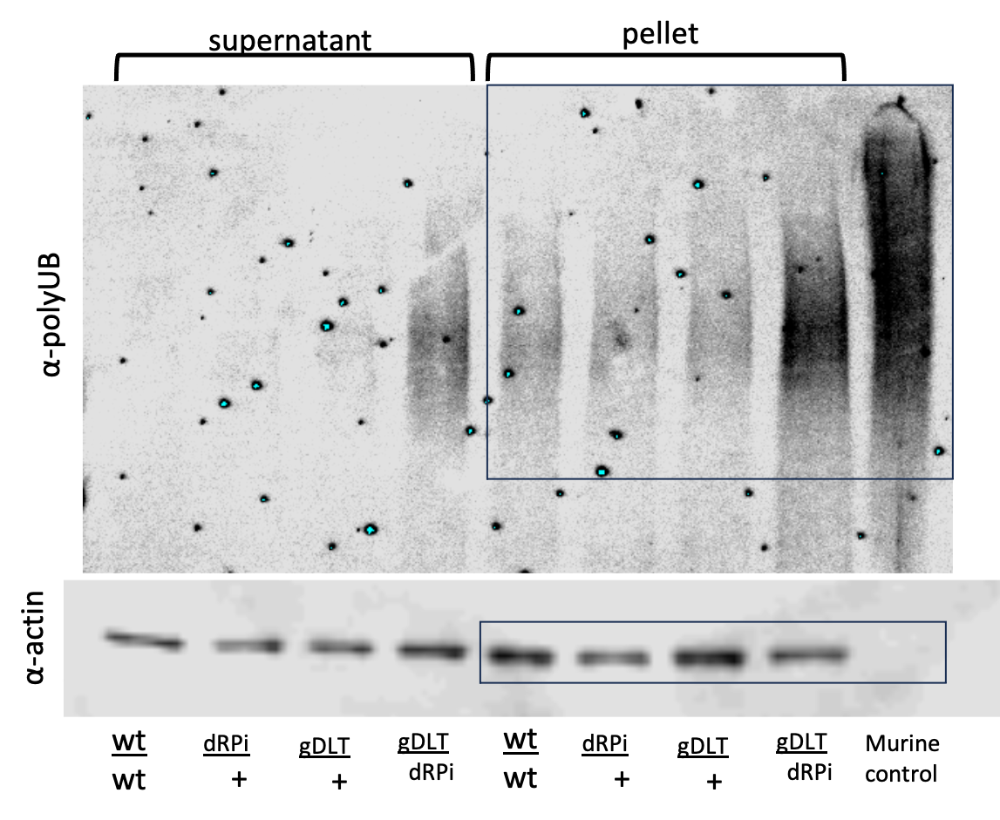 supernatant
pellet
α-polyUB
α-actin
wt dRPi gDLT gDLT wt dRPi gDLT gDLT Murine
wt + + dRPi wt + + dRPi control